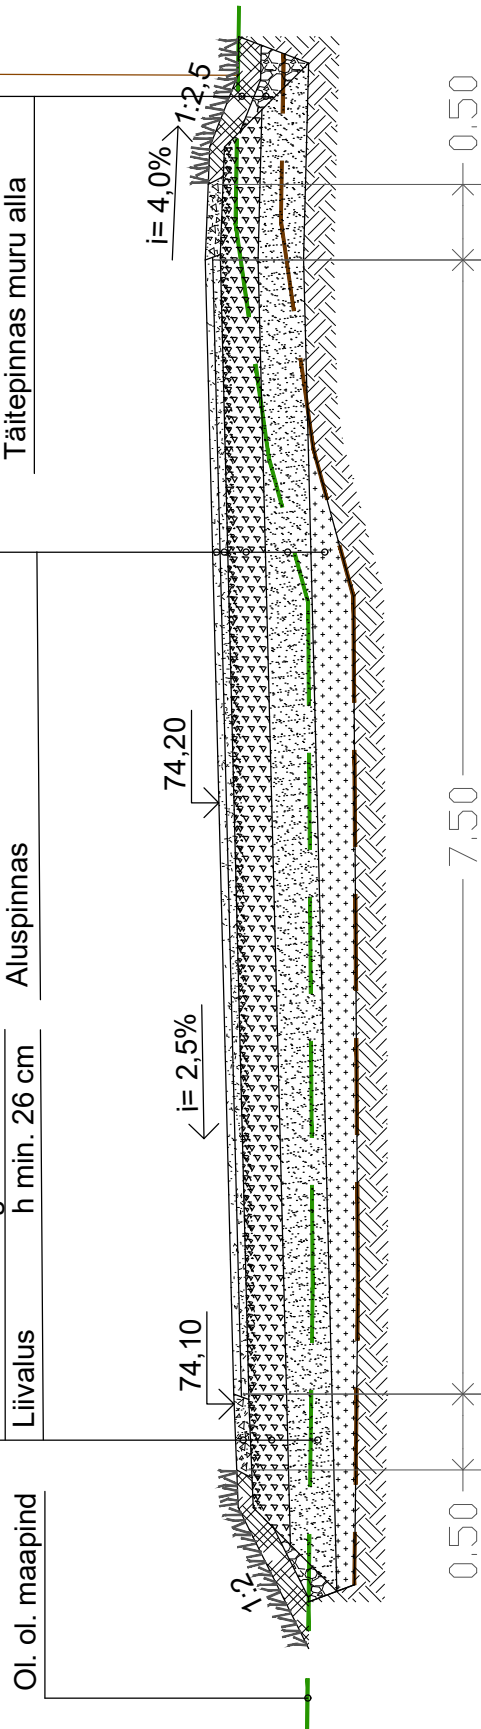 Ol. ol. maapind
Liivalus h min. 26 cm
Aluspinnas
Täitepinnas muru alla
1:2
74,10
i= 2,5%
74,20
i= 4,0%
1:2,5
0.50
7.50
0.50